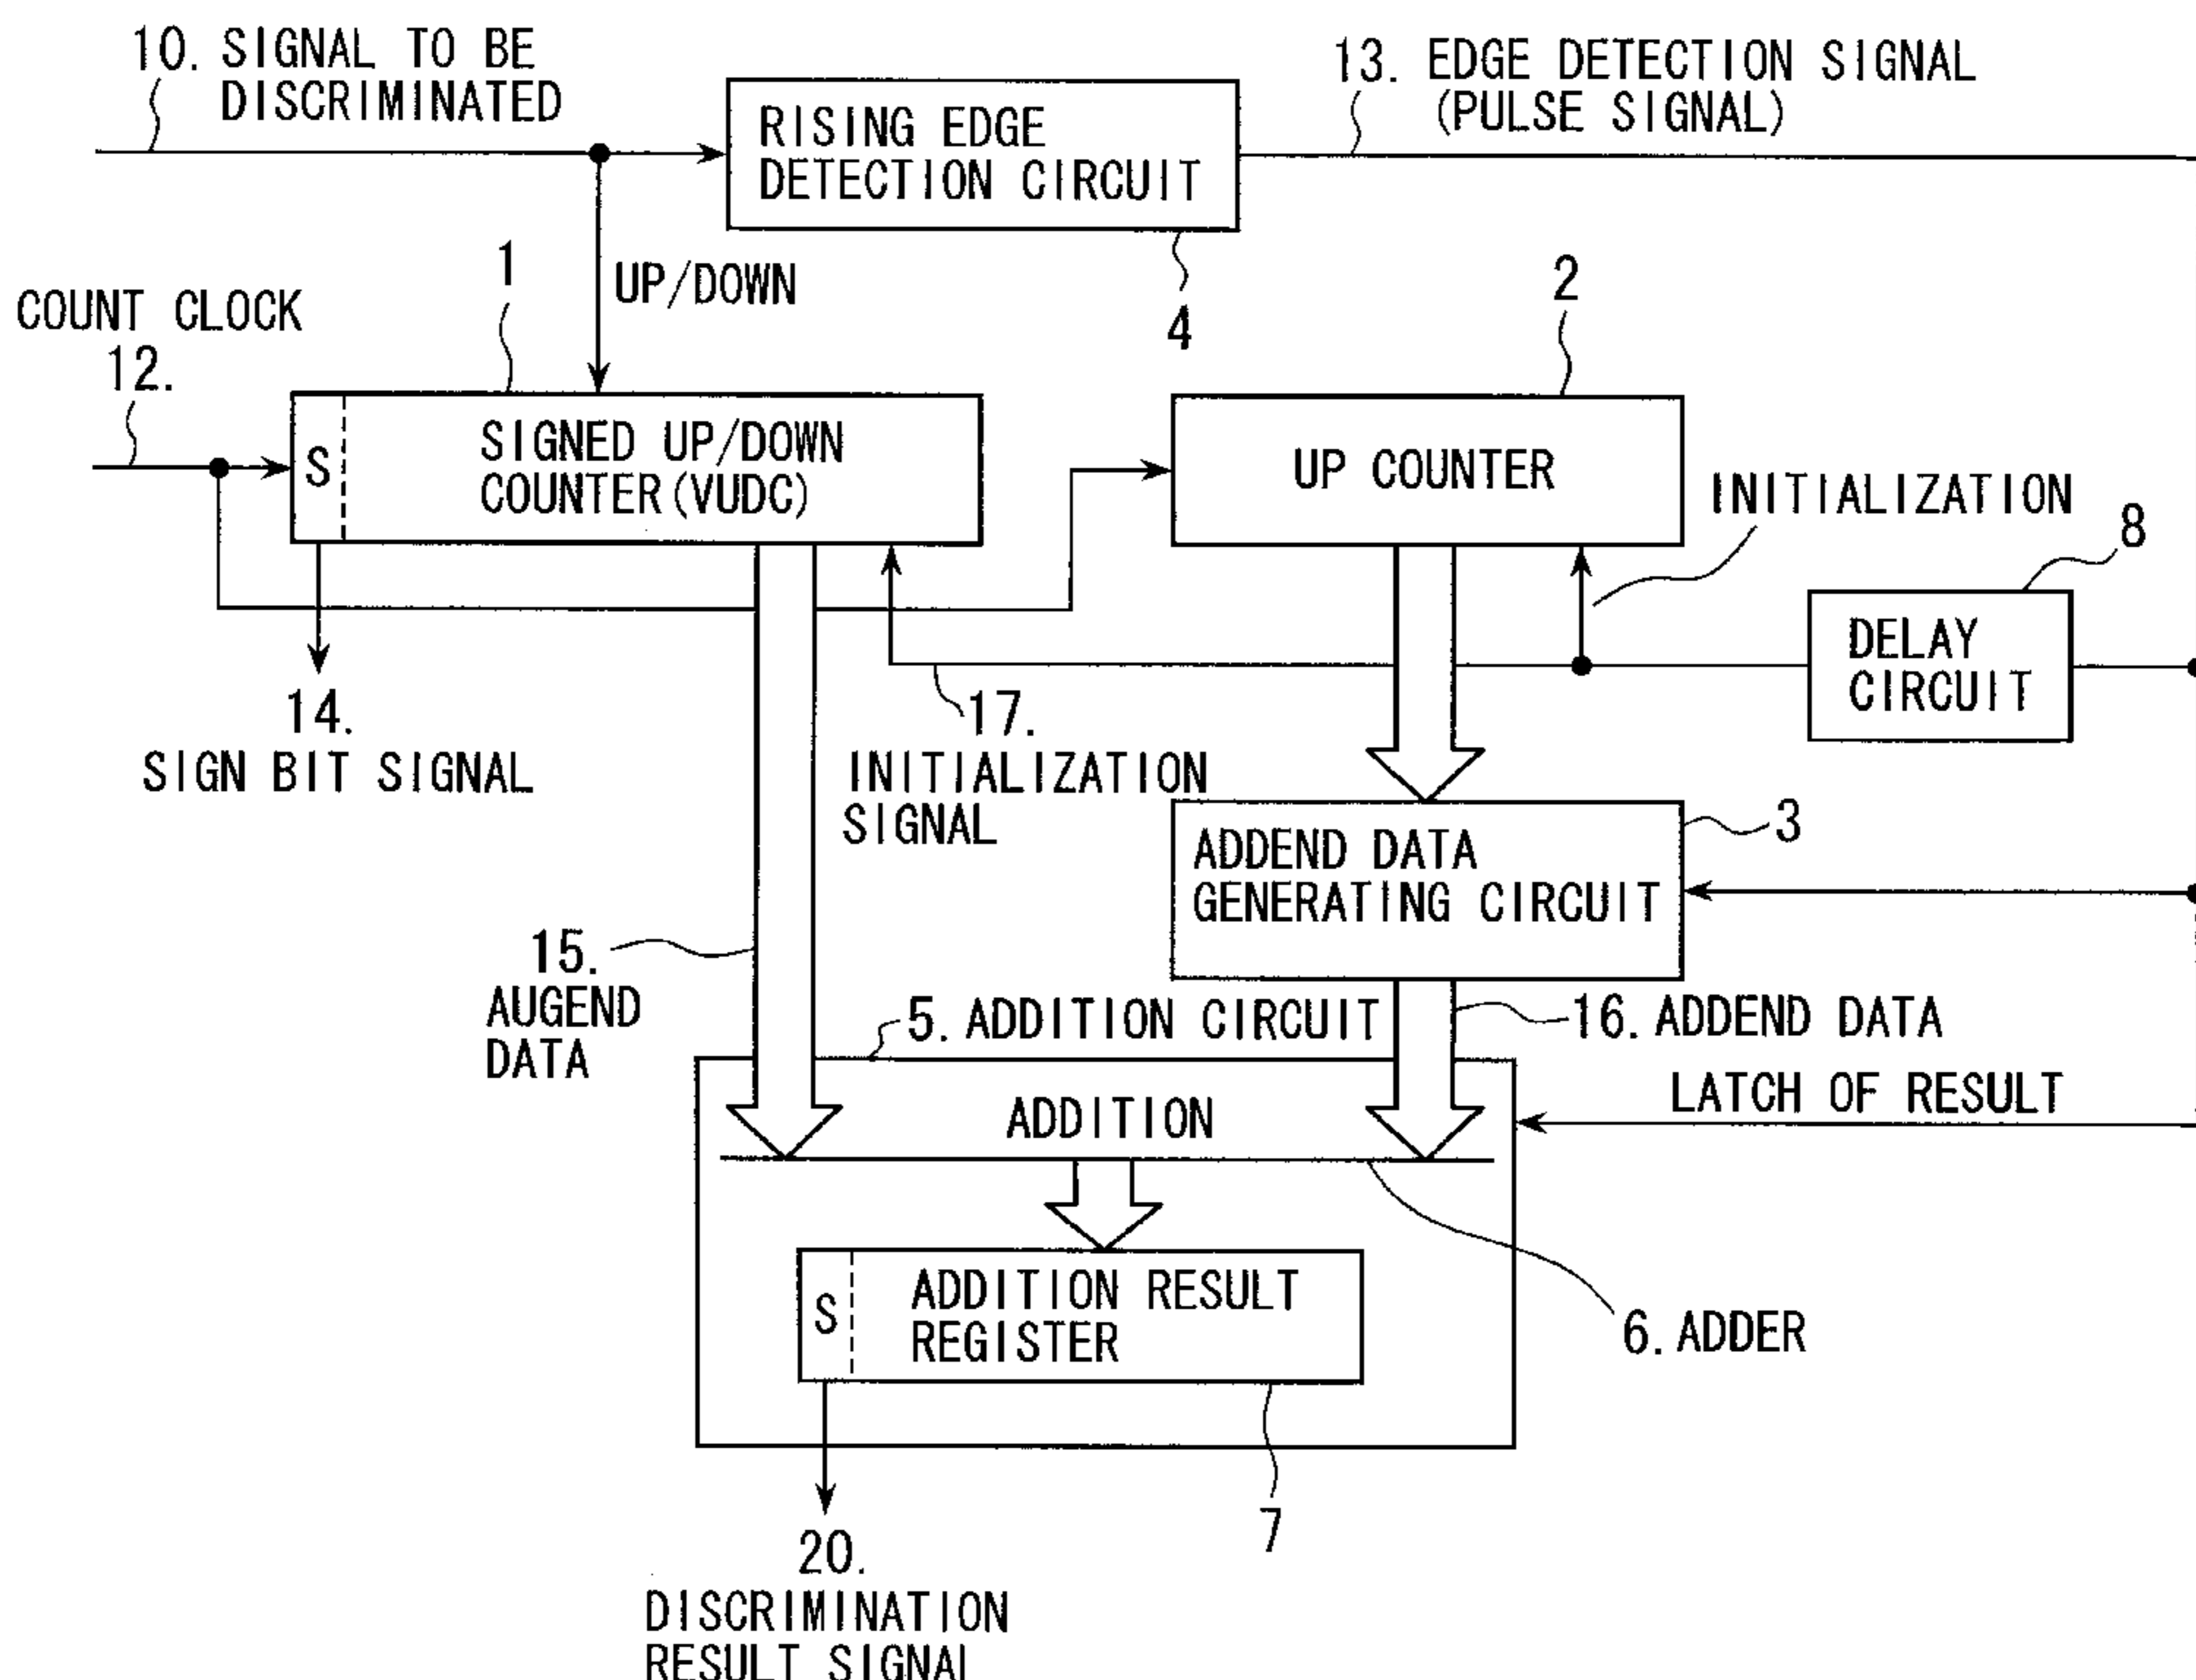 10. SIGNAL TO BE
DISCRIMINATED
13. EDGE DETECTION SIGNAL
(PULSE SIGNAL)
RISING EDGE
DETECTION CIRCUIT
4
UP/DOWN
1
2
COUNT CLOCK
12.
S
SIGNED UP/DOWN
COUNTER(VUDC)
UP COUNTER
INITIALIZATION
8
DELAY
CIRCUIT
14.
SIGN BIT SIGNAL
17.
INITIALIZATION
SIGNAL
ADDEND DATA
GENERATING CIRCUIT
3
15.
AUGEND
DATA
5. ADDITION CIRCUIT
16. ADDEND DATA
ADDITION
LATCH OF RESULT
S
ADDITION RESULT
REGISTER
6. ADDER
7
20.
DISCRIMINATION
RESULT SIGNAL